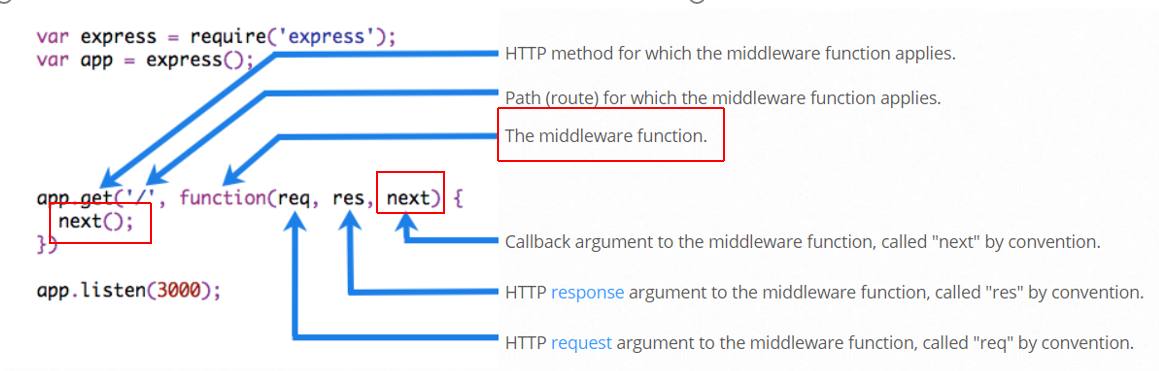 var express = require('express');
var app = express();
HTTP method for which the middleware function applies.
Path (route) for which the middleware function applies.
The middleware function.
app.get('/', function(req, res, next) {
next();
})
Callback argument to the middleware function, called "next" by convention.
app.listen(3000);
HTTP response argument to the middleware function, called "res" by convention.
HTTP request argument to the middleware function, called "req" by convention.